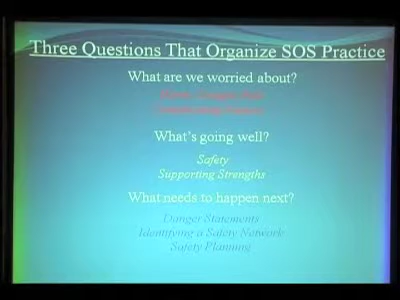 Three Questions That Organize SOS Practice
What are we worried about?
What's going well?
Safety
Supporting Strengths
What needs to happen next?
Danger Statements
Identifying a Safety Network
Safety Planning